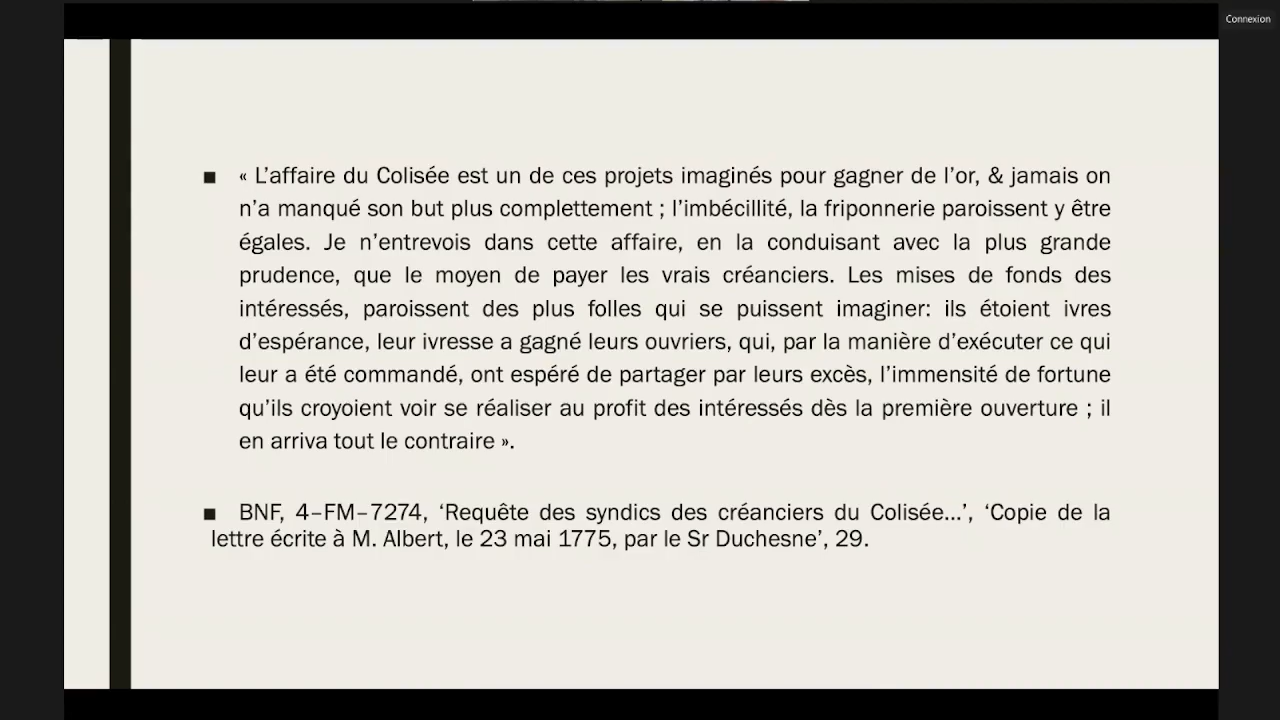 Connexion
■ « L’affaire du Colisée est un de ces projets imaginés pour gagner de l’or, & jamais on
n’a manqué son but plus complettement ; l’imbécillité, la friponnerie paroissent y être
égales. Je n’entrevois dans cette affaire, en la conduisant avec la plus grande
prudence, que le moyen de payer les vrais créanciers. Les mises de fonds des
intéressés, paroissent des plus folles qui se puissent imaginer: ils étoient ivres
d’espérance, leur ivresse a gagné leurs ouvriers, qui, par la manière d’exécuter ce qui
leur a été commandé, ont espéré de partager par leurs excès, l’immensité de fortune
qu’ils croyoient voir se réaliser au profit des intéressés dès la première ouverture ; il
en arriva tout le contraire ».
■ BNF, 4–FM–7274, ‘Requête des syndics des créanciers du Colisée...’, ‘Copie de la
lettre écrite à M. Albert, le 23 mai 1775, par le Sr Duchesne’, 29.